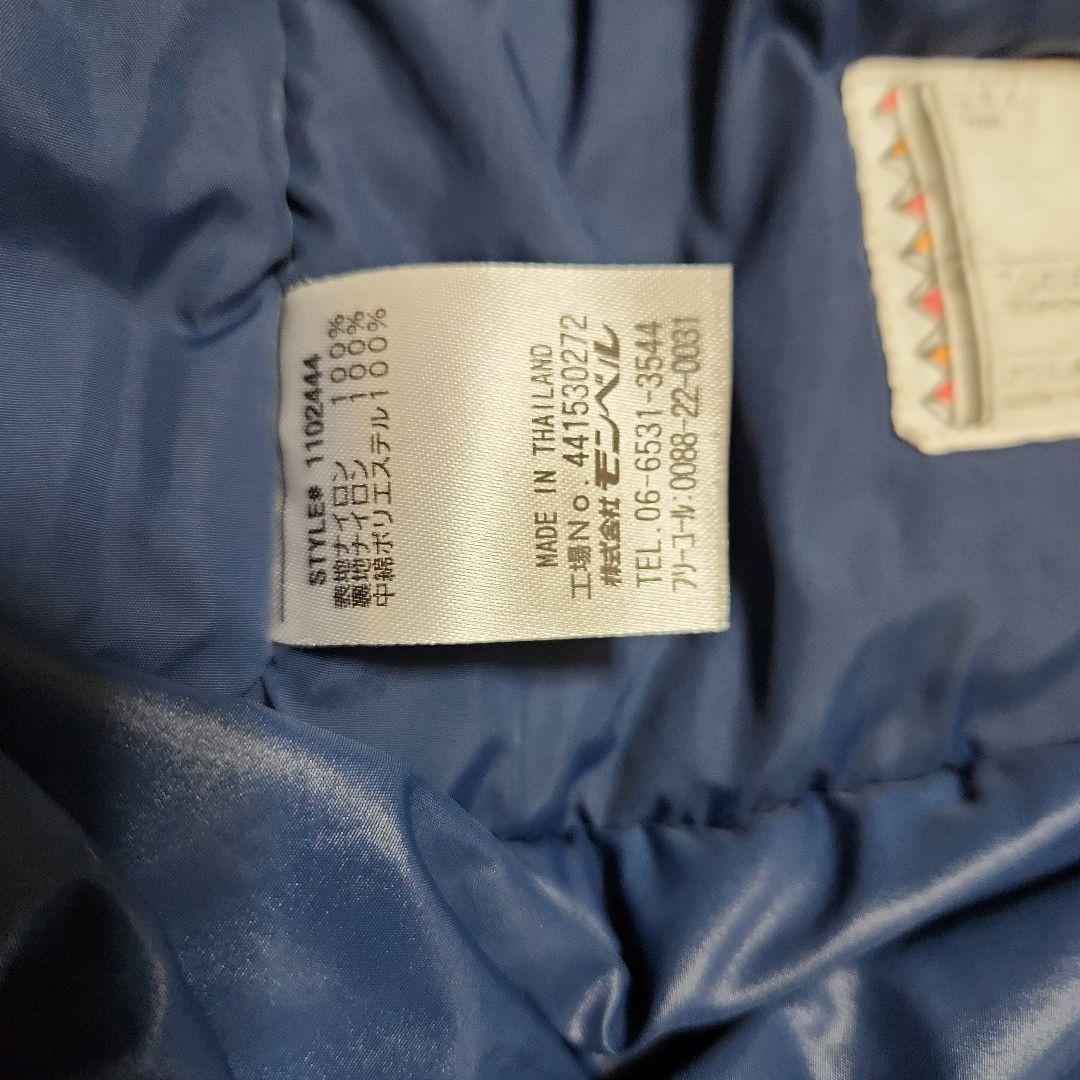 STYLE# 1102444
表地ナイロン 100%
裏地ナイロン 100%
中綿ポリエステル100%
MADE IN THAILAND
工場No.441530272
株式会社 モンベル
TEL.06-6531-3544
フリーコール:0088-22-0031